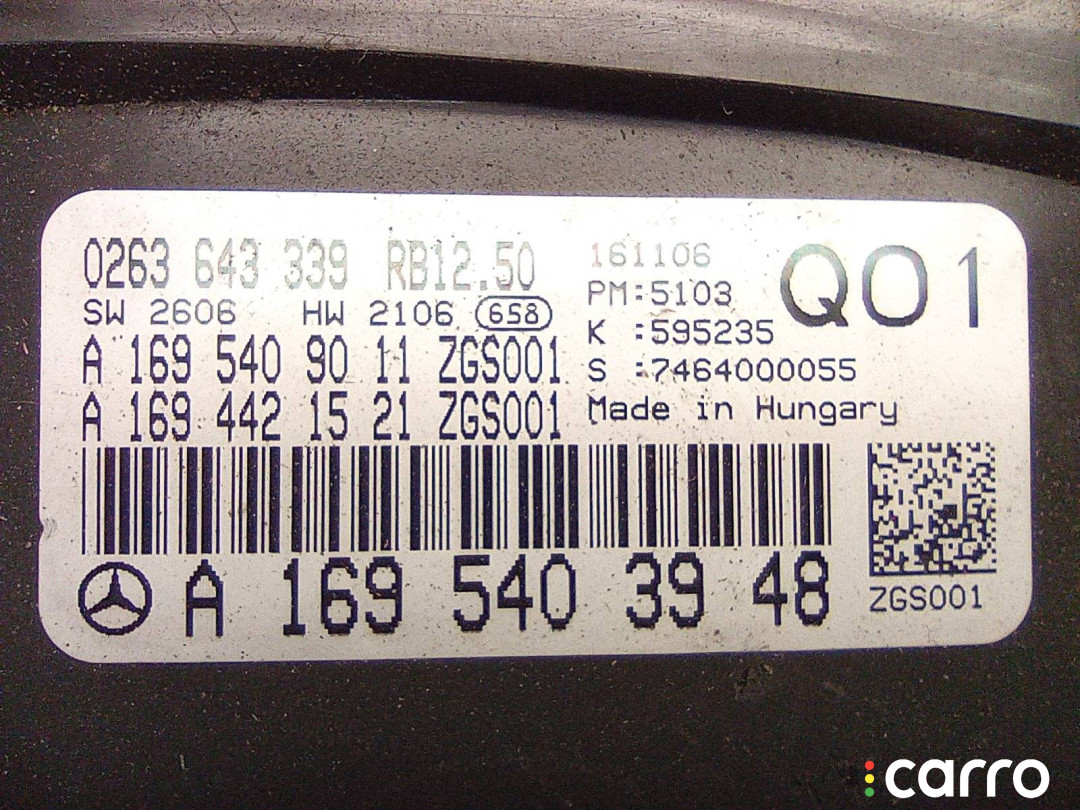 0263 643 339 RB12.50
SW 2606 HW 2106 658
A 169 540 90 11 ZGS001
A 169 442 15 21 ZGS001
161106
PM:5103
K :595235
S :7464000055
Made in Hungary
Q01
A 169 540 39 48
ZGS001
carro